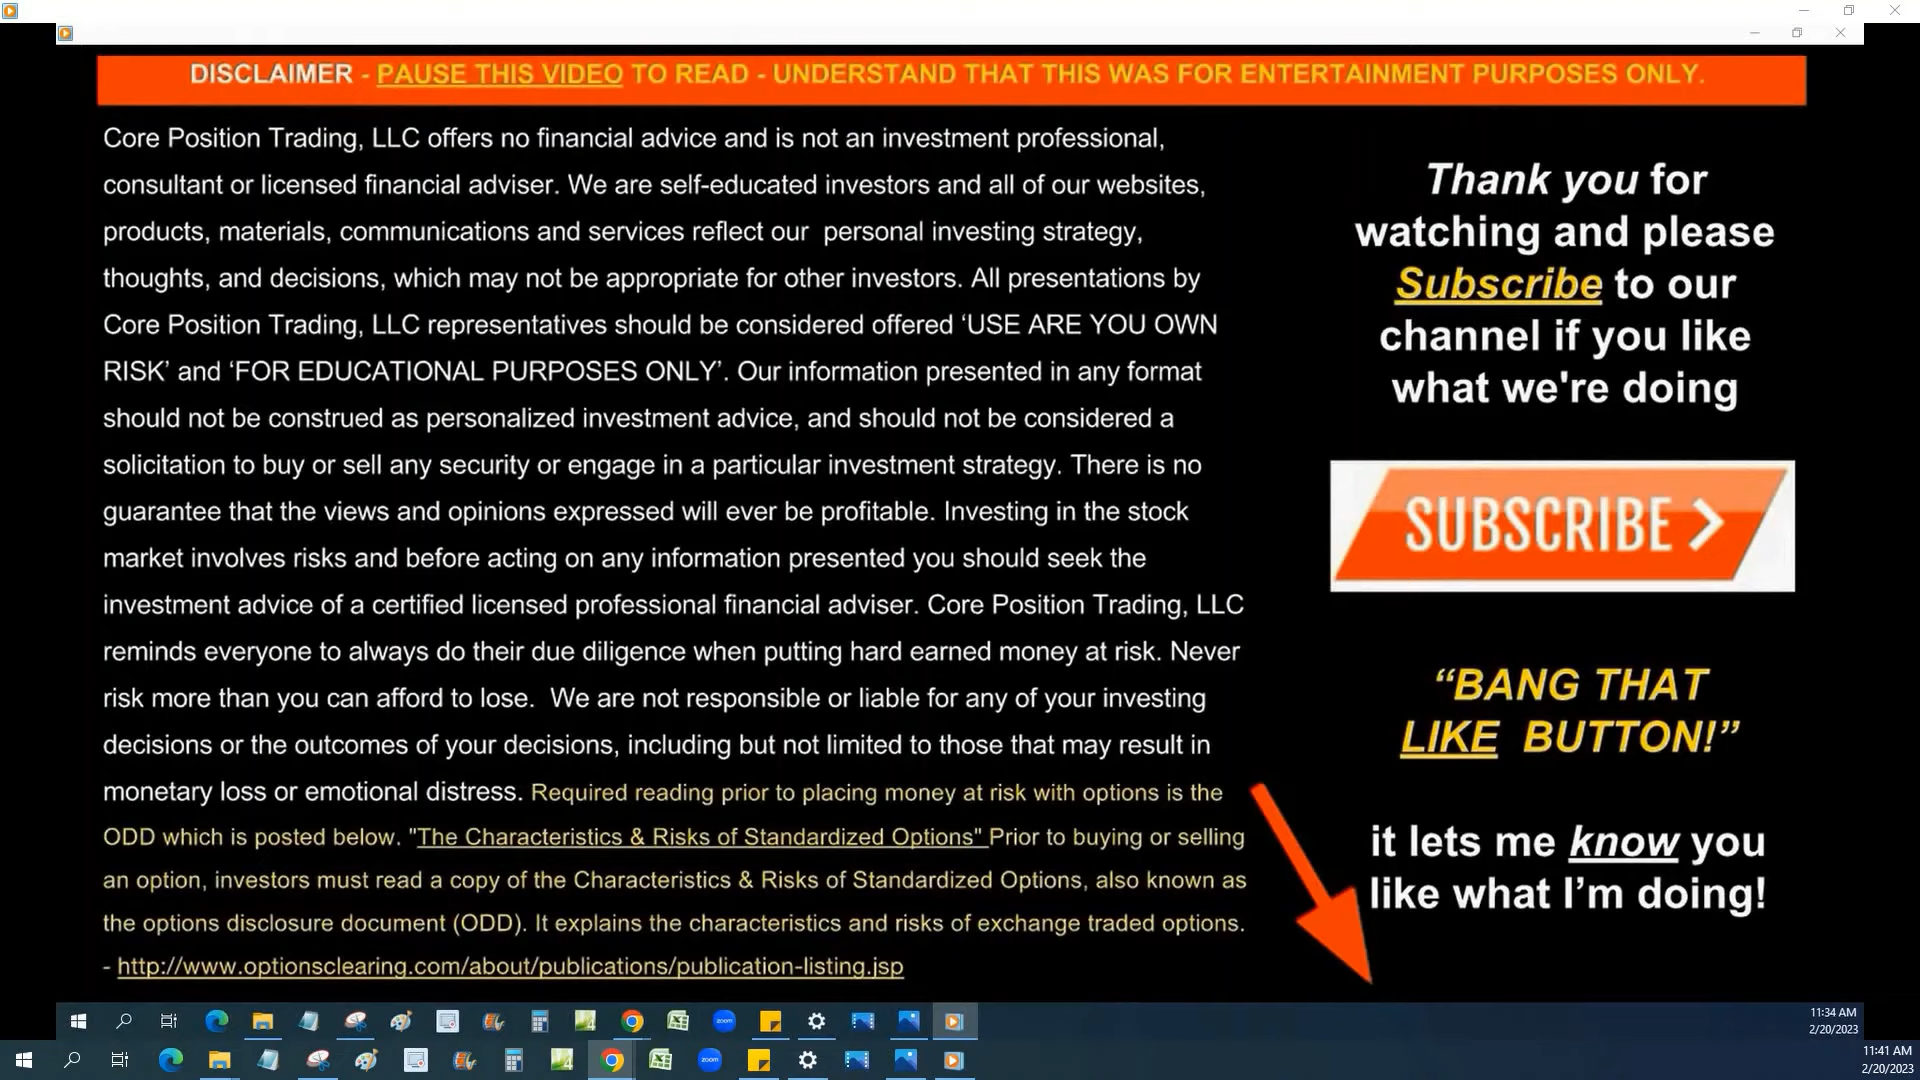 DISCLAIMER - PAUSE THIS VIDEO TO READ - UNDERSTAND THAT THIS WAS FOR ENTERTAINMENT PURPOSES ONLY.
Core Position Trading, LLC offers no financial advice and is not an investment professional,
consultant or licensed financial adviser. We are self-educated investors and all of our websites,
products, materials, communications and services reflect our  personal investing strategy,
thoughts, and decisions, which may not be appropriate for other investors. All presentations by
Core Position Trading, LLC representatives should be considered offered ‘USE ARE YOU OWN
RISK’ and ‘FOR EDUCATIONAL PURPOSES ONLY’. Our information presented in any format
should not be construed as personalized investment advice, and should not be considered a
solicitation to buy or sell any security or engage in a particular investment strategy. There is no
guarantee that the views and opinions expressed will ever be profitable. Investing in the stock
market involves risks and before acting on any information presented you should seek the
investment advice of a certified licensed professional financial adviser. Core Position Trading, LLC
reminds everyone to always do their due diligence when putting hard earned money at risk. Never
risk more than you can afford to lose.  We are not responsible or liable for any of your investing
decisions or the outcomes of your decisions, including but not limited to those that may result in
monetary loss or emotional distress. Required reading prior to placing money at risk with options is the
ODD which is posted below. "The Characteristics & Risks of Standardized Options" Prior to buying or selling
an option, investors must read a copy of the Characteristics & Risks of Standardized Options, also known as
the options disclosure document (ODD). It explains the characteristics and risks of exchange traded options.
- http://www.optionsclearing.com/about/publications/publication-listing.jsp
Thank you for
watching and please
Subscribe to our
channel if you like
what we're doing
SUBSCRIBE >
“BANG THAT
LIKE BUTTON!”
it lets me know you
like what I’m doing!
zoom
11:34 AM
2/20/2023
zoom
11:41 AM
2/20/2023